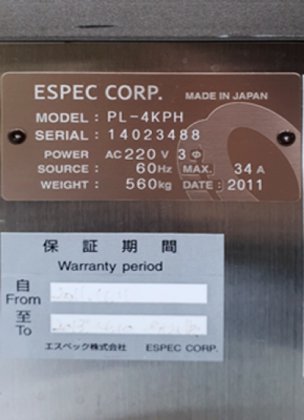 ESPEC CORP. MADE IN JAPAN
MODEL : PL-4KPH
SERIAL : 14023488
POWER AC 220 V 3 Φ
SOURCE : 60Hz MAX. 34 A
WEIGHT : 560kg DATE : 2011
保 証 期 間
Warranty period
自
From
至
To
エスペック株式会社 ESPEC CORP.